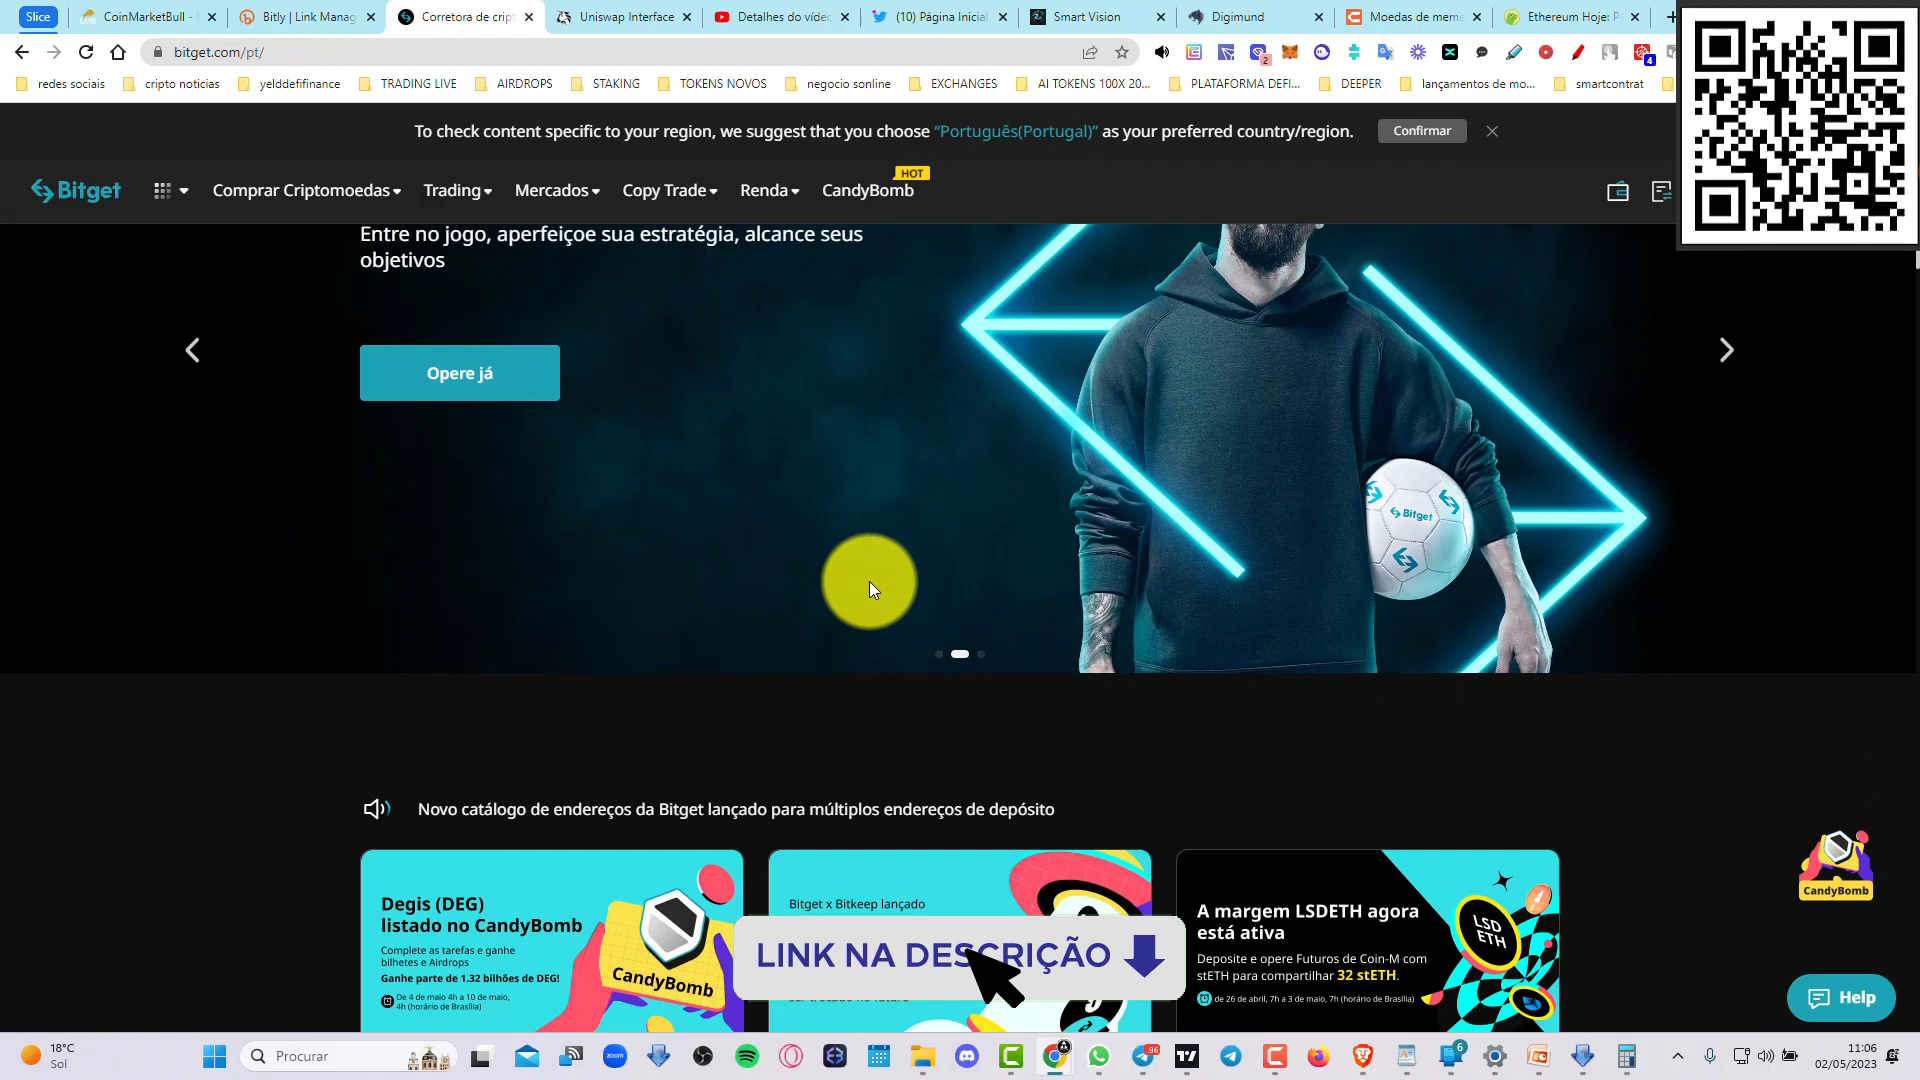 Slice
CoinMarketBull -
Bitly | Link Manag
Corretora de cript
Uniswap Interface
Detalhes do vídeo
(10) Página Inicial
Smart Vision
Digimund
Moedas de meme
Ethereum Hoje: P
bitget.com/pt/
2
4
redes sociais
cripto noticias
yelddefifinance
TRADING LIVE
AIRDROPS
STAKING
TOKENS NOVOS
negocio sonline
EXCHANGES
AI TOKENS 100X 20...
PLATAFORMA DEFI...
DEEPER
lançamentos de mo...
smartcontrat
To check content specific to your region, we suggest that you choose “Português(Portugal)” as your preferred country/region.
Confirmar
Bitget
Comprar Criptomoedas
Trading
Mercados
Copy Trade
Renda
CandyBomb
HOT
Entre no jogo, aperfeiçoe sua estratégia, alcance seus
objetivos
Opere já
Bitget
Novo catálogo de endereços da Bitget lançado para múltiplos endereços de depósito
Degis (DEG)
listado no CandyBomb
Complete as tarefas e ganhe
bilhetes e Airdrops
Ganhe parte de 1.32 bilhões de DEG!
De 4 de maio 4h a 10 de maio,
4h (horário de Brasília)
CandyBomb
Bitget x Bitkeep lançado
LINK NA DESCRIÇÃO
A margem LSDETH agora
está ativa
Deposite e opere Futuros de Coin-M com
stETH para compartilhar 32 stETH.
de 26 de abril, 7h a 3 de maio, 7h (horário de Brasília)
LSD
ETH
CandyBomb
Help
18°C
Sol
Procurar
zoom
96
6
11:06
02/05/2023